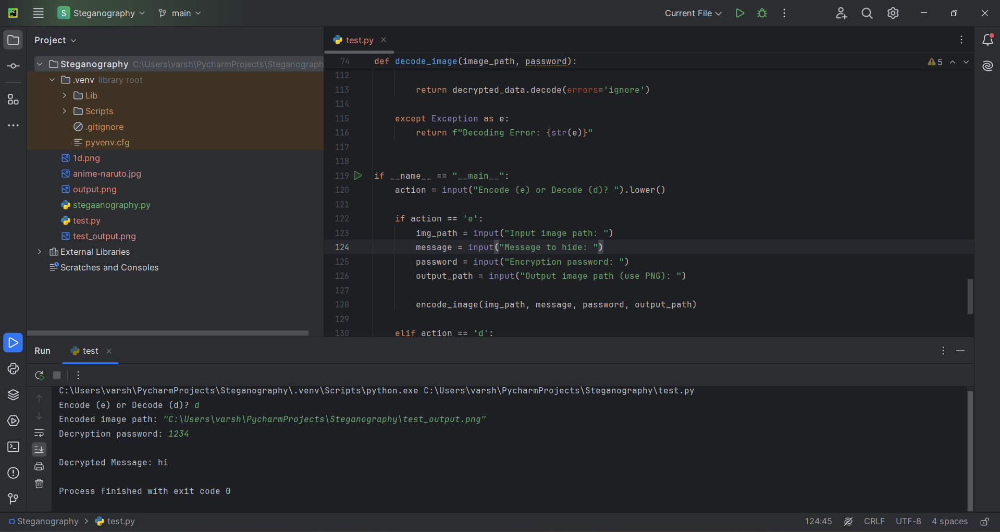 PC
S Steganography main Current File
Project
Steganography C:\Users\varsh\PycharmProjects\Steganograph
.venv library root
Lib
Scripts
.gitignore
pyvenv.cfg
1d.png
anime-naruto.jpg
output.png
stegaanography.py
test.py
test_output.png
External Libraries
Scratches and Consoles
test.py
74 def decode_image(image_path, password): 5
112
113 return decrypted_data.decode(errors='ignore')
114
115 except Exception as e:
116 return f"Decoding Error: {str(e)}"
117
118
119 if __name__ == "__main__":
120 action = input("Encode (e) or Decode (d)? ").lower()
121
122 if action == 'e':
123 img_path = input("Input image path: ")
124 message = input("Message to hide: ")
125 password = input("Encryption password: ")
126 output_path = input("Output image path (use PNG): ")
127
128 encode_image(img_path, message, password, output_path)
129
130 elif action == 'd':
Run test
C:\Users\varsh\PycharmProjects\Steganography\.venv\Scripts\python.exe C:\Users\varsh\PycharmProjects\Steganography\test.py
Encode (e) or Decode (d)? d
Encoded image path: "C:\Users\varsh\PycharmProjects\Steganography\test_output.png"
Decryption password: 1234
Decrypted Message: hi
Process finished with exit code 0
Steganography test.py 124:45 CRLF UTF-8 4 spaces